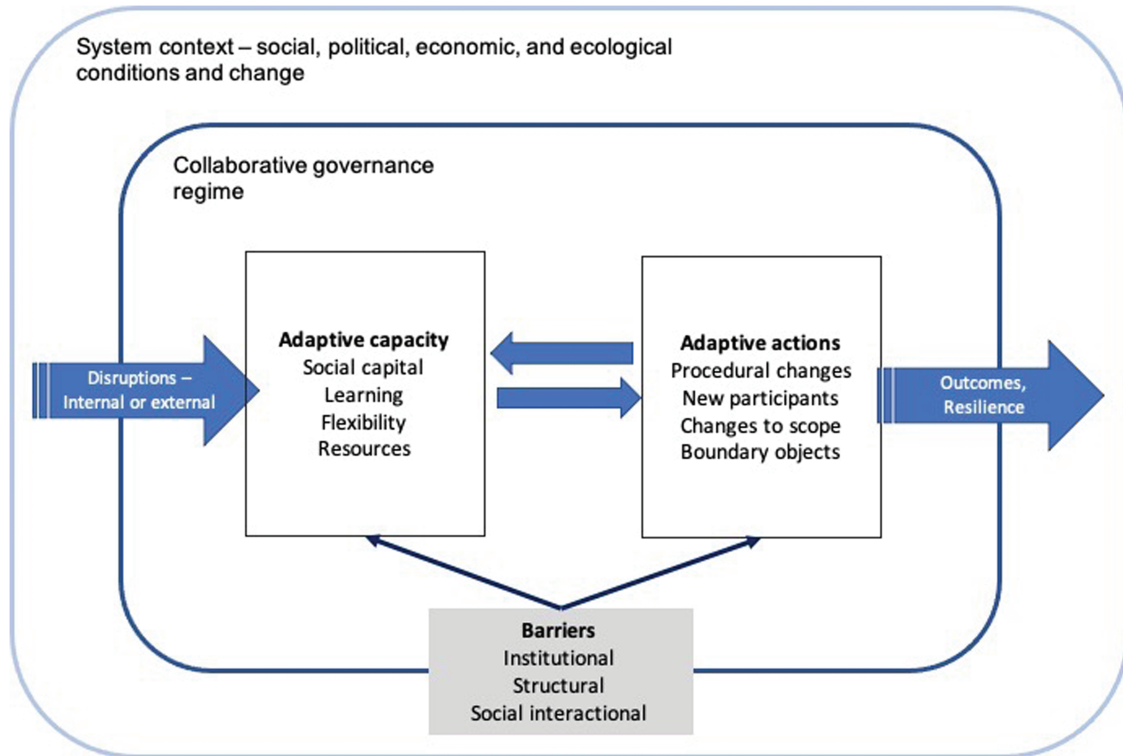 System context – social, political, economic, and ecological
conditions and change
Collaborative governance
regime
Disruptions –
Internal or external
Adaptive capacity
Social capital
Learning
Flexibility
Resources
Adaptive actions
Procedural changes
New participants
Changes to scope
Boundary objects
Outcomes,
Resilience
Barriers
Institutional
Structural
Social interactional